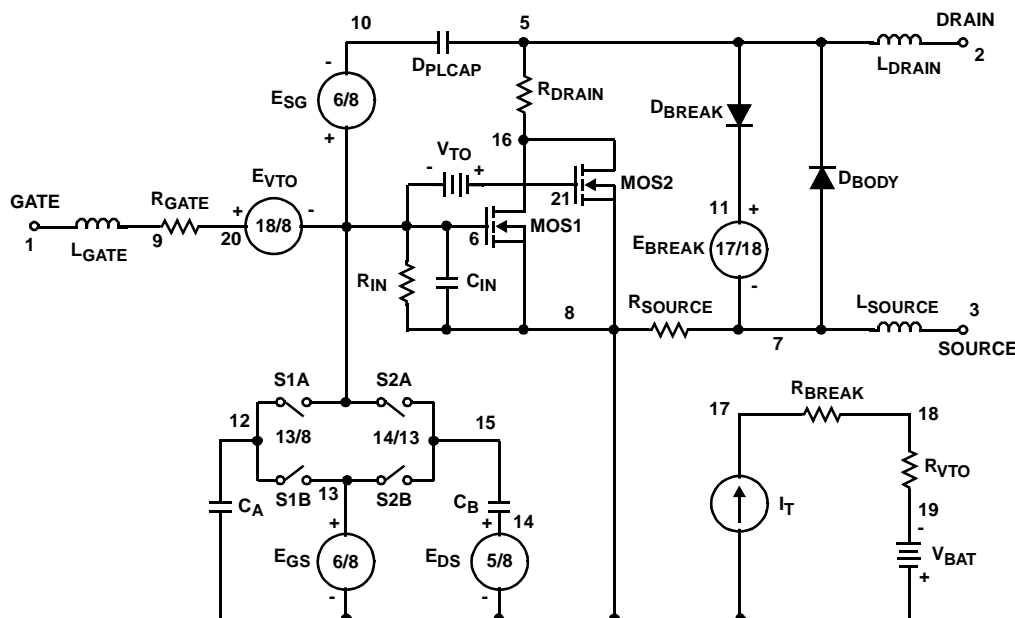 10 5 DRAIN
- DPLCAP LDRAIN 2
ESG 6/8 RDRAIN DBREAK
+ 16
VTO
- +
EVTO MOS2 DBODY
GATE RGATE + - 21 11 +
1 LGATE 9 20 18/8 6 MOS1 EBREAK 17/18
RIN CIN -
RSOURCE LSOURCE 3
8 7 SOURCE
S1A S2A RBREAK
12 13/8 14/13 15 17 18
S1B 13 S2B RVTO
CA CB 19
+ + 14 IT -
EGS 6/8 EDS 5/8 VBAT
- - +